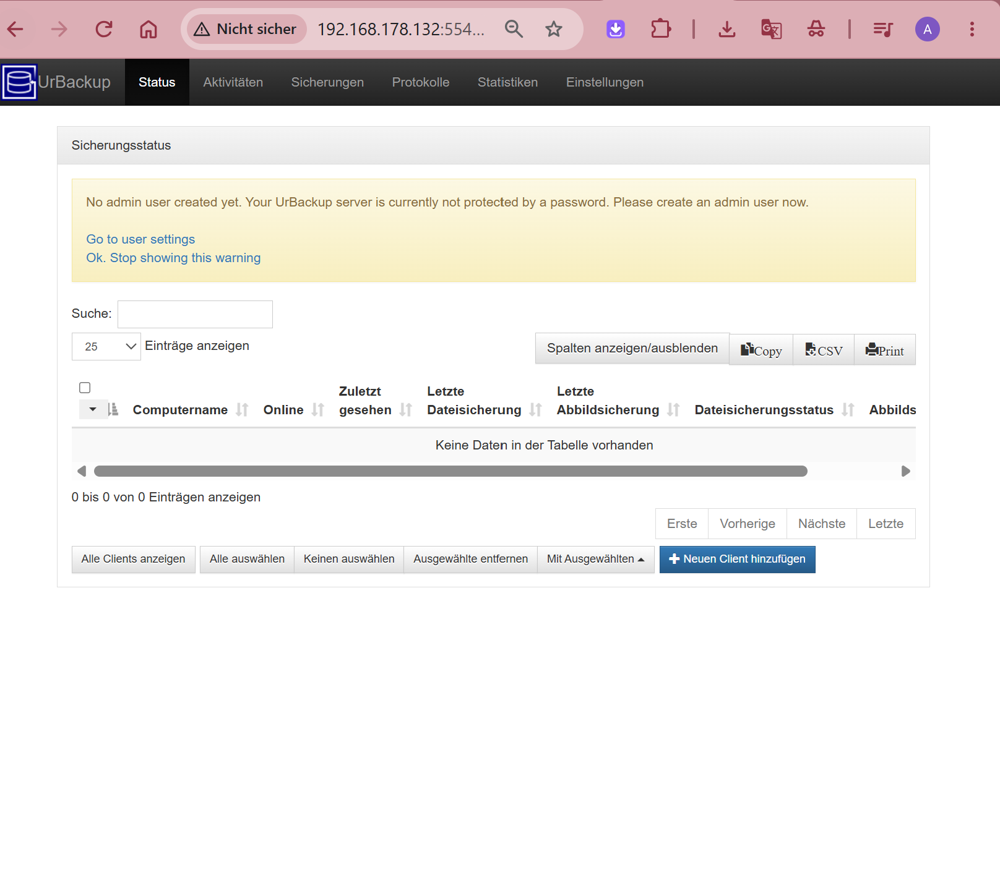 Nicht sicher 192.168.178.132:554... A
UrBackup Status Aktivitäten Sicherungen Protokolle Statistiken Einstellungen
Sicherungsstatus
No admin user created yet. Your UrBackup server is currently not protected by a password. Please create an admin user now.
Go to user settings
Ok. Stop showing this warning
Suche:
25 Einträge anzeigen Spalten anzeigen/ausblenden Copy CSV Print
Computername Online Zuletzt gesehen Letzte Dateisicherung Letzte Abbildsicherung Dateisicherungsstatus Abbilds
Keine Daten in der Tabelle vorhanden
0 bis 0 von 0 Einträgen anzeigen
Erste Vorherige Nächste Letzte
Alle Clients anzeigen Alle auswählen Keinen auswählen Ausgewählte entfernen Mit Ausgewählten Neuen Client hinzufügen